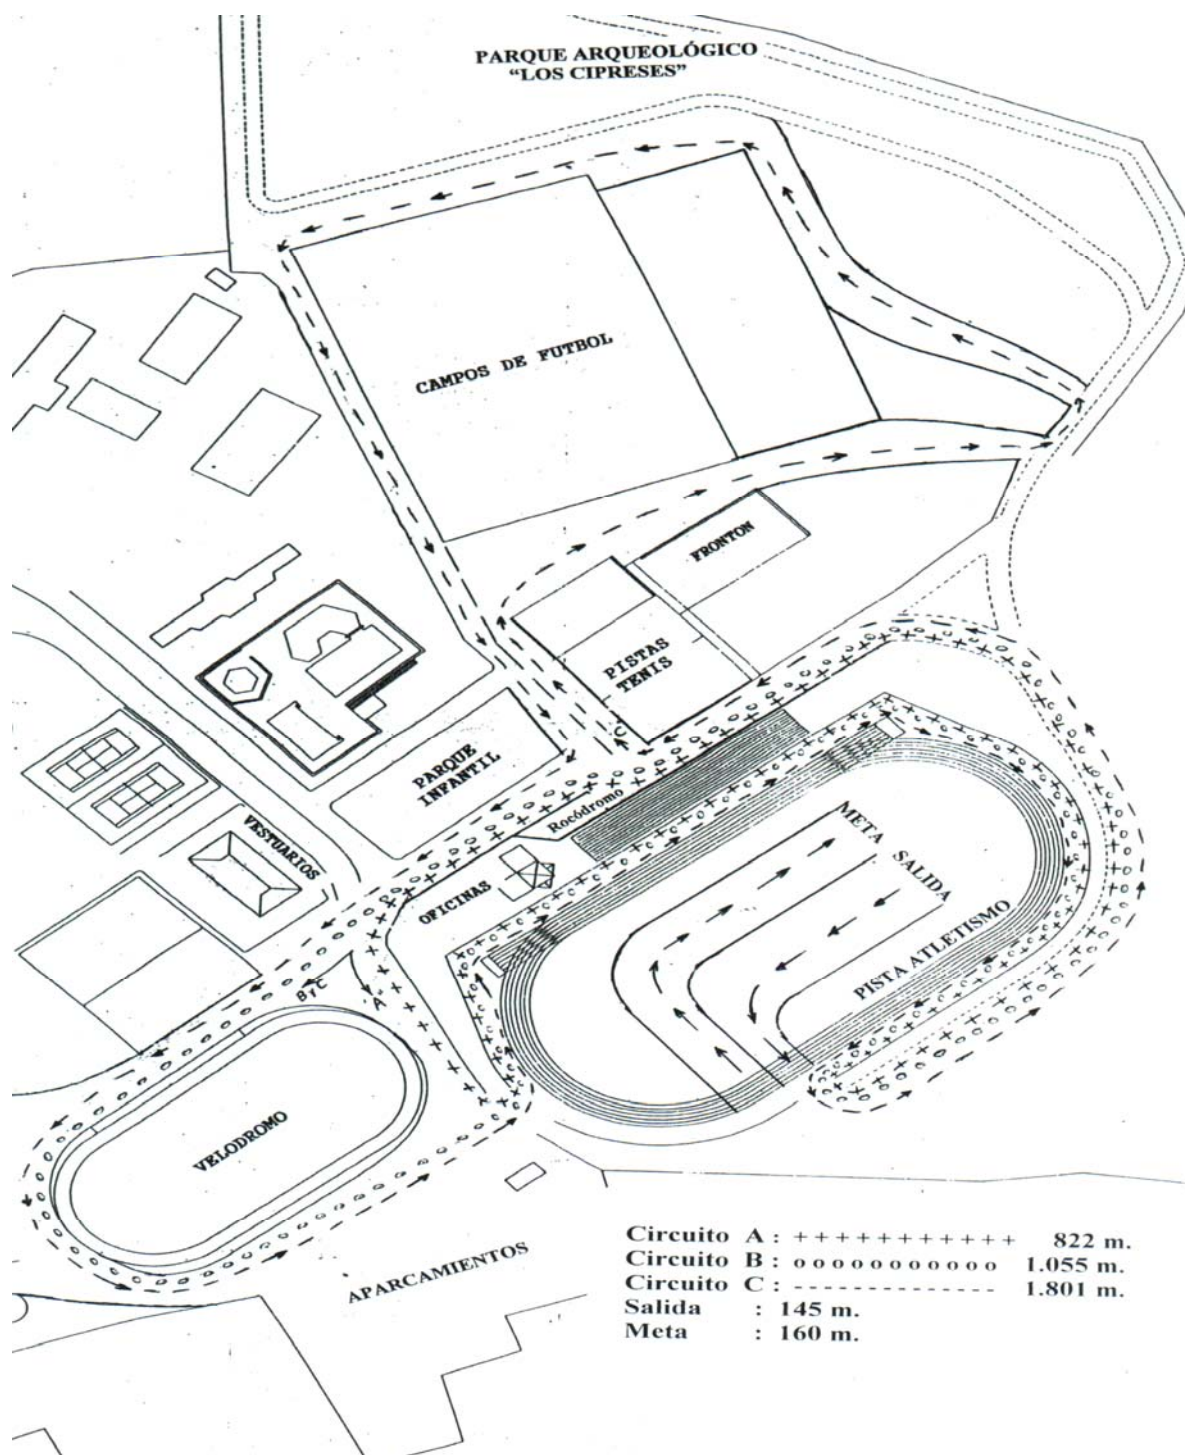 PARQUE ARQUEOLÓGICO
“LOS CIPRESES”
CAMPOS DE FUTBOL
FRONTON
PISTAS
TENIS
C
PARQUE
INFANTIL
Rocódromo
VESTUARIOS
OFICINAS
META
SALIDA
PISTA ATLETISMO
B y C
"A"
VELODROMO
APARCAMIENTOS
Circuito A : + + + + + + + + + + + 822 m.
Circuito B : o o o o o o o o o o o 1.055 m.
Circuito C : - - - - - - - - - - - - - - 1.801 m.
Salida : 145 m.
Meta : 160 m.